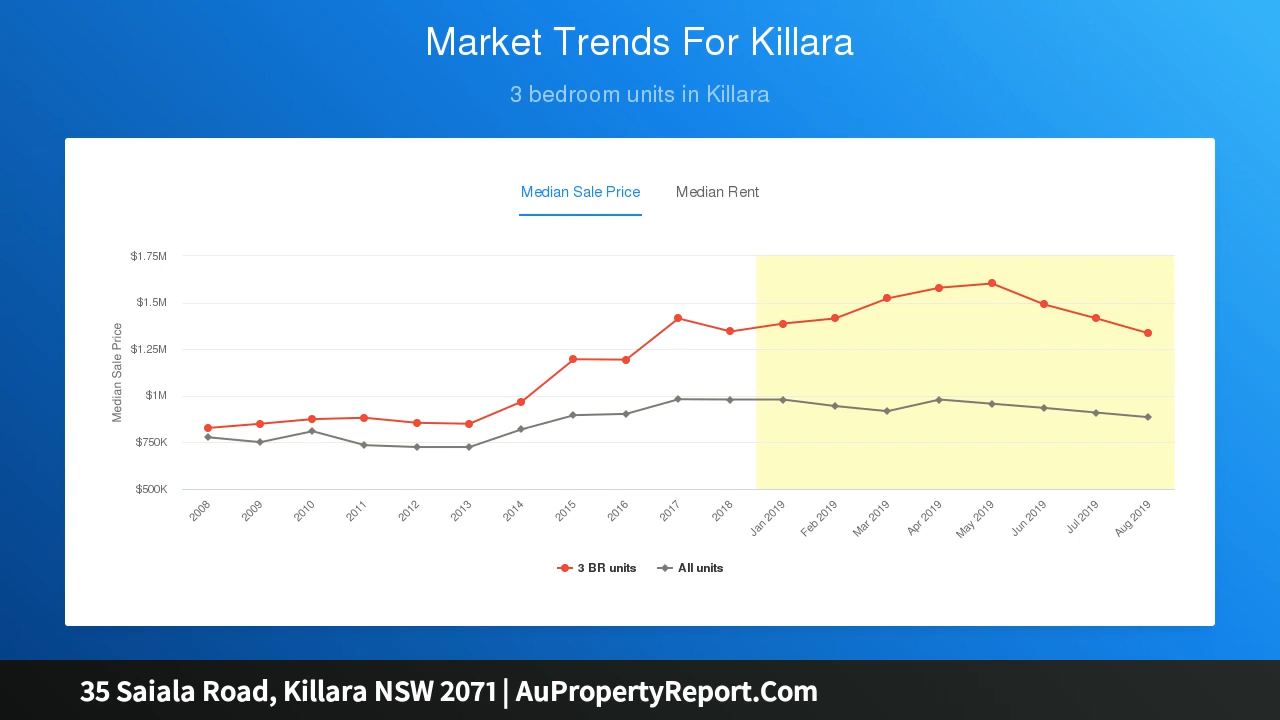 Market Trends For Killara
3 bedroom units in Killara
Median Sale Price Median Rent
Median Sale Price
$1.75M
$1.5M
$1.25M
$1M
$750K
$500K
2008 2009 2010 2011 2012 2013 2014 2015 2016 2017 2018 Jan 2019 Feb 2019 Mar 2019 Apr 2019 May 2019 Jun 2019 Jul 2019 Aug 2019
3 BR units All units
35 Saiala Road, Killara NSW 2071 | AuPropertyReport.Com